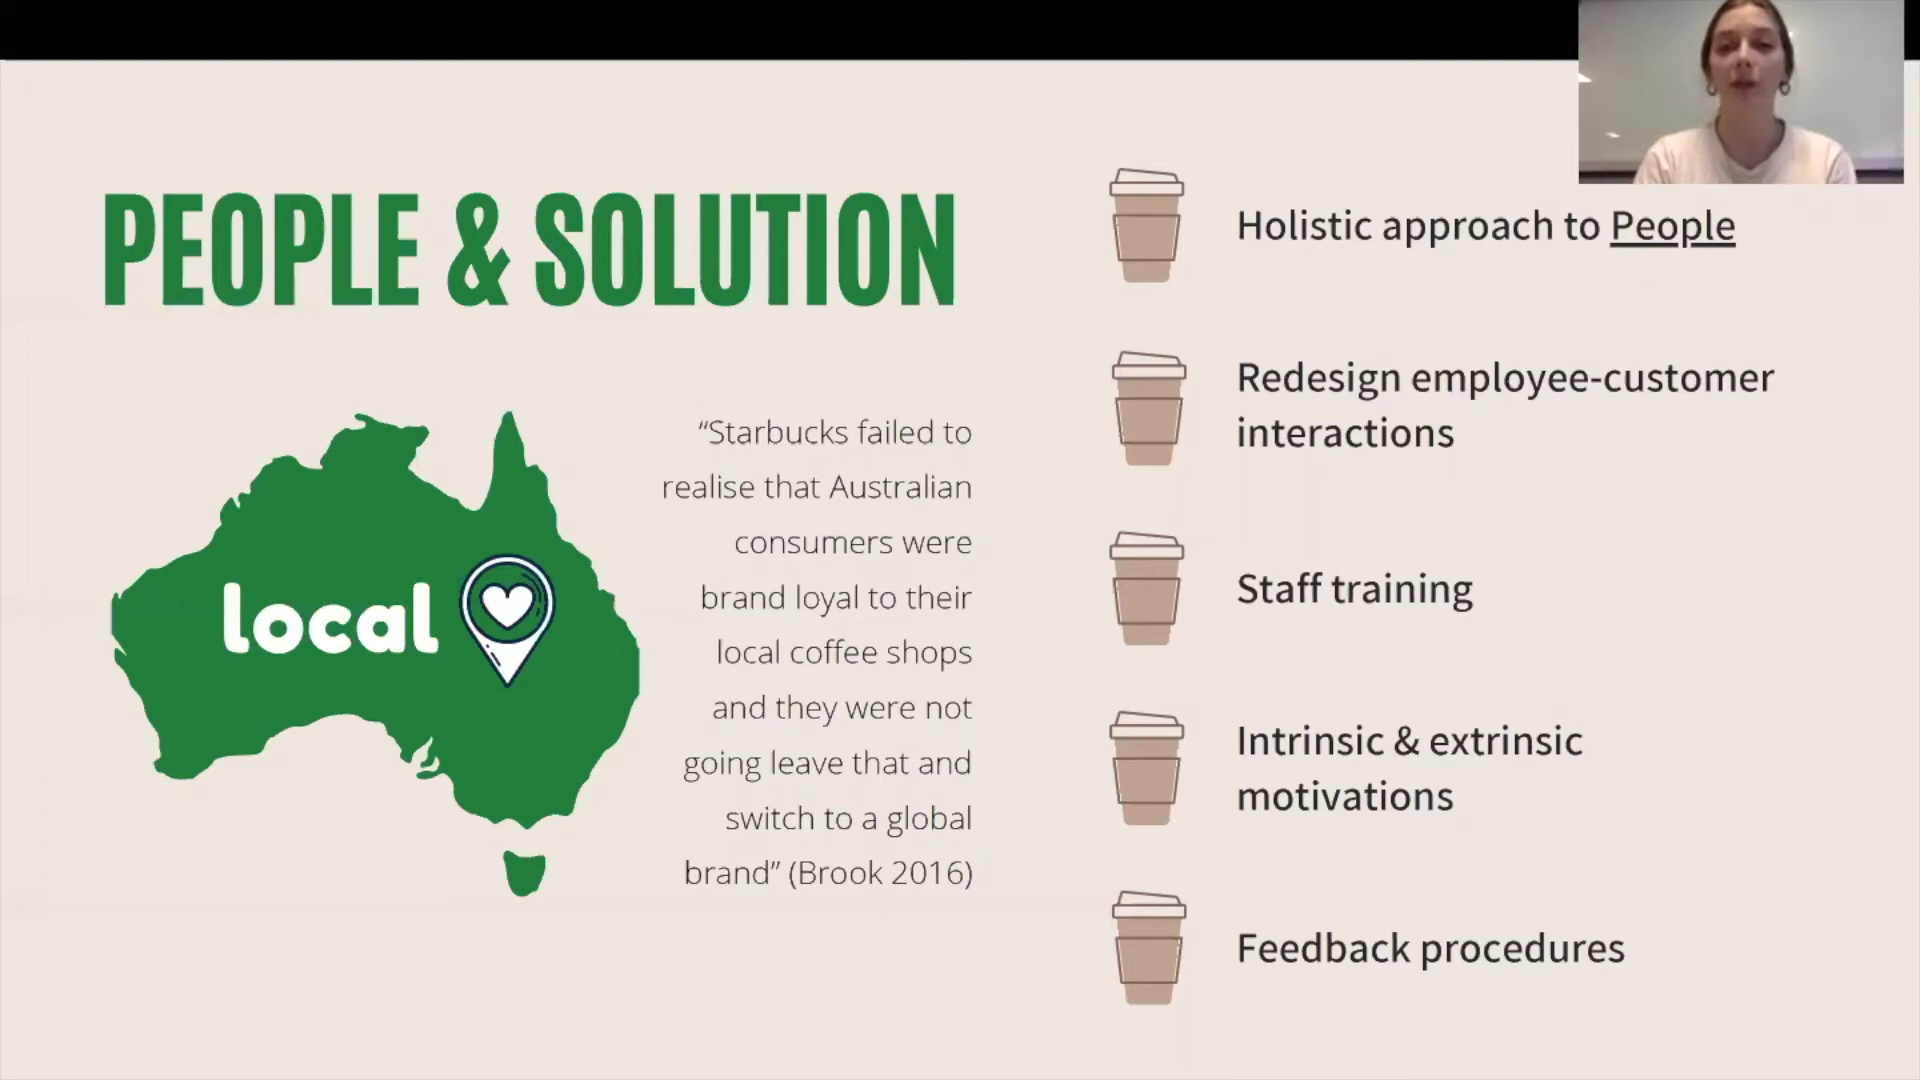 PEOPLE & SOLUTION
local
“Starbucks failed to
realise that Australian
consumers were
brand loyal to their
local coffee shops
and they were not
going leave that and
switch to a global
brand” (Brook 2016)
Holistic approach to People
Redesign employee-customer
interactions
Staff training
Intrinsic & extrinsic
motivations
Feedback procedures